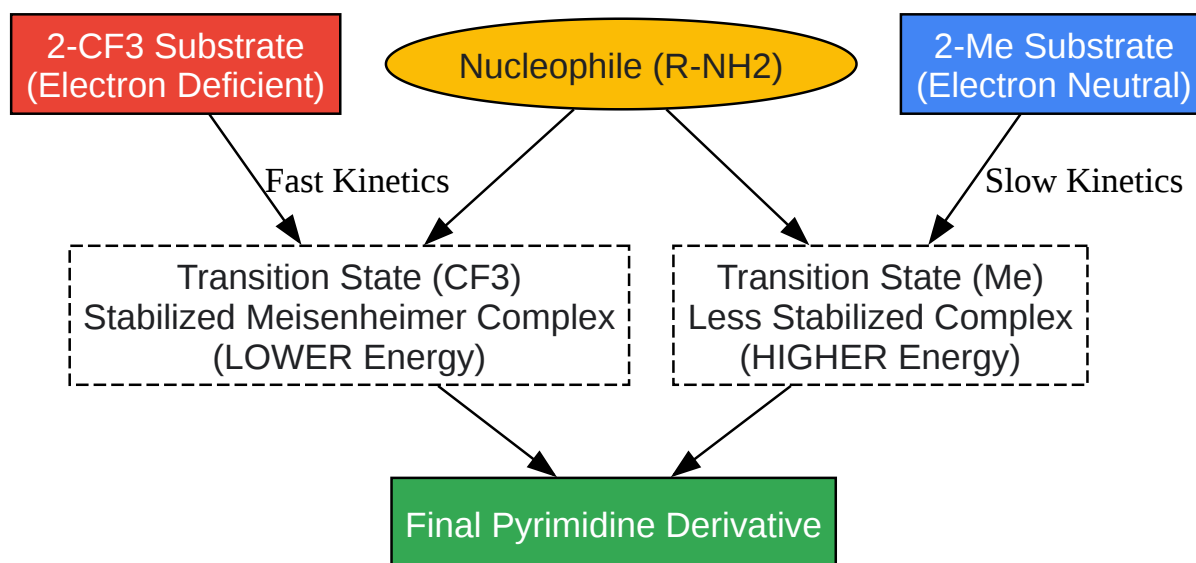 2-CF3 Substrate
(Electron Deficient)
Nucleophile (R-NH2)
2-Me Substrate
(Electron Neutral)
Fast Kinetics
Slow Kinetics
Transition State (CF3)
Stabilized Meisenheimer Complex
(LOWER Energy)
Transition State (Me)
Less Stabilized Complex
(HIGHER Energy)
Final Pyrimidine Derivative